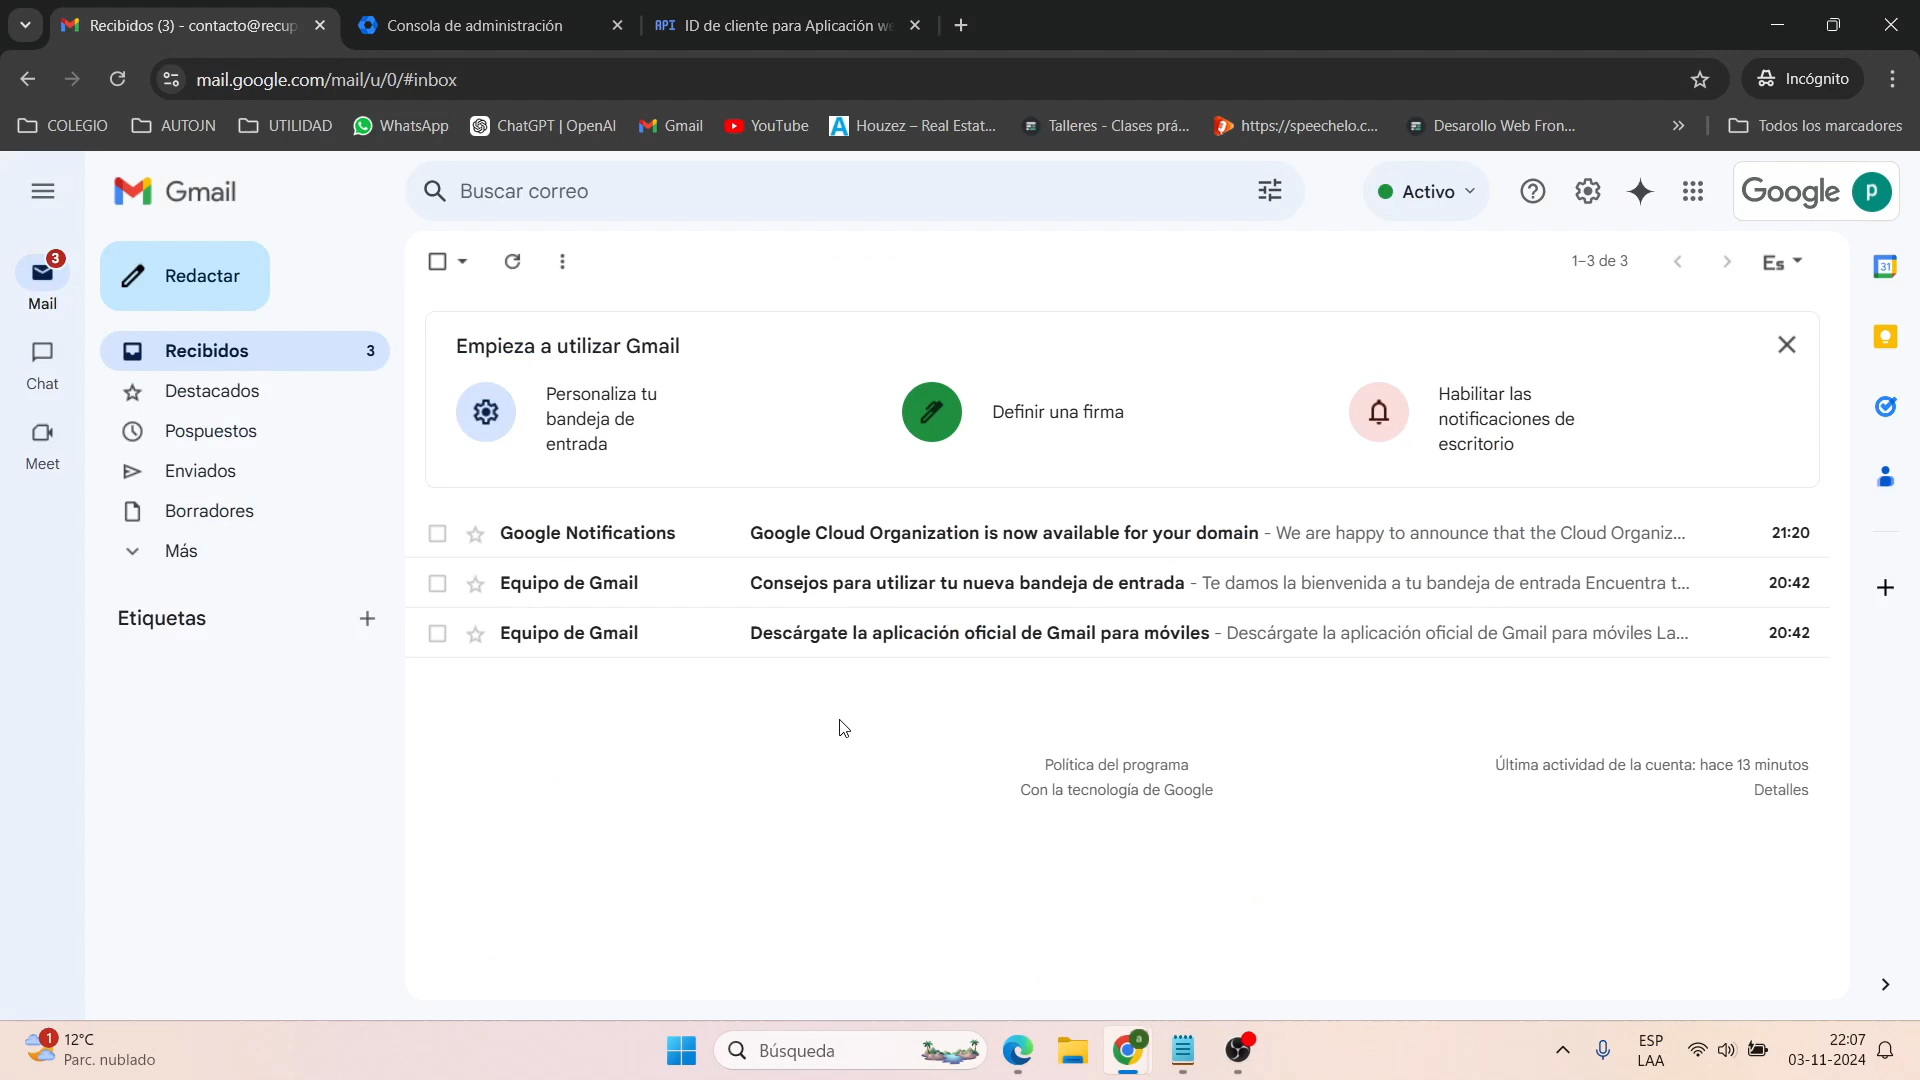 Recibidos (3) - contacto@recup
Consola de administración
API ID de cliente para Aplicación we
mail.google.com/mail/u/0/#inbox
Incógnito
COLEGIO
AUTOJN
UTILIDAD
WhatsApp
ChatGPT | OpenAI
Gmail
YouTube
Houzez – Real Estat...
Talleres - Clases prá...
https://speechelo.c...
Desarollo Web Fron...
»
Todos los marcadores
Gmail
Buscar correo
Activo
Google
p
3
Mail
Chat
Meet
Redactar
Recibidos 3
Destacados
Pospuestos
Enviados
Borradores
Más
Etiquetas
1–3 de 3
Es
Empieza a utilizar Gmail
Personaliza tu
bandeja de
entrada
Definir una firma
Habilitar las
notificaciones de
escritorio
Google Notifications Google Cloud Organization is now available for your domain - We are happy to announce that the Cloud Organiz... 21:20
Equipo de Gmail Consejos para utilizar tu nueva bandeja de entrada - Te damos la bienvenida a tu bandeja de entrada Encuentra t... 20:42
Equipo de Gmail Descárgate la aplicación oficial de Gmail para móviles - Descárgate la aplicación oficial de Gmail para móviles La... 20:42
Política del programa
Con la tecnología de Google
Última actividad de la cuenta: hace 13 minutos
Detalles
31
1
12°C
Parc. nublado
Búsqueda
a
ESP
LAA
22:07
03-11-2024